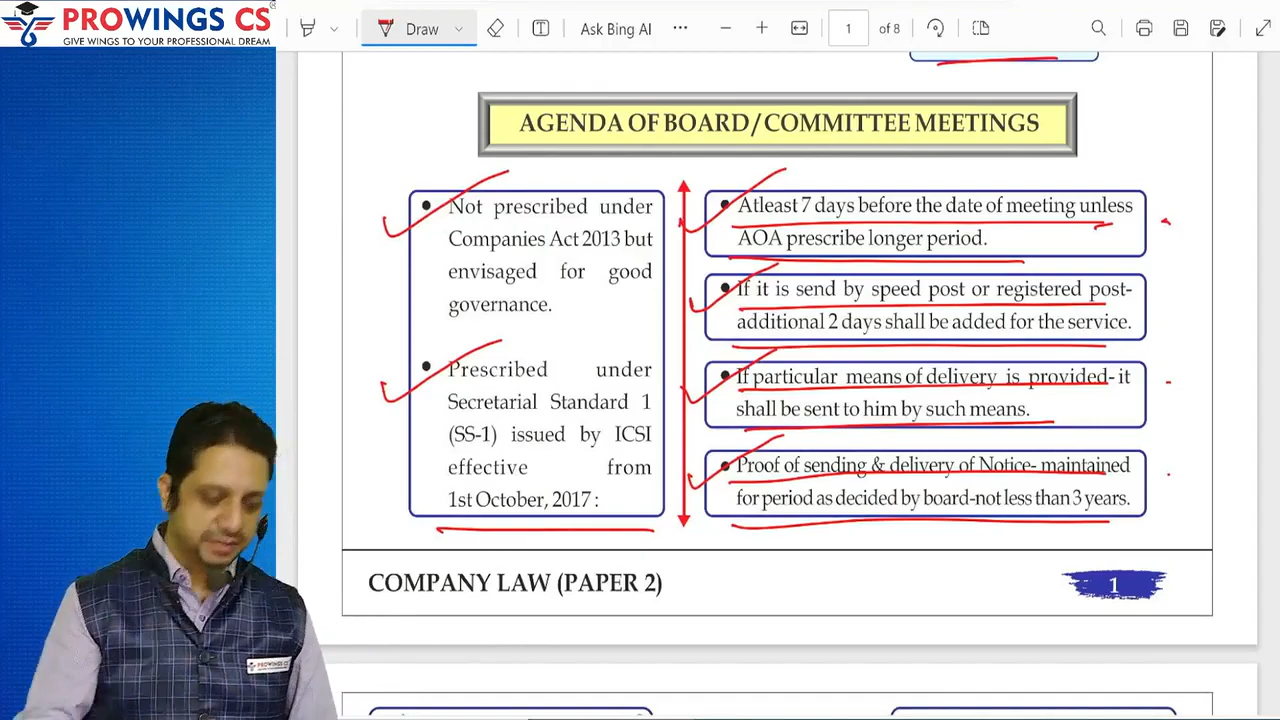 PROWINGS CS
GIVE WINGS TO YOUR PROFESSIONAL DREAM
Draw
Ask Bing AI
1 of 8
AGENDA OF BOARD/COMMITTEE MEETINGS
• Not prescribed under
Companies Act 2013 but
envisaged for good
governance.
• Prescribed under
Secretarial Standard 1
(SS-1) issued by ICSI
effective from
1st October, 2017 :
• Atleast 7 days before the date of meeting unless
AOA prescribe longer period.
• If it is send by speed post or registered post-
additional 2 days shall be added for the service.
• If particular means of delivery is provided- it
shall be sent to him by such means.
• Proof of sending & delivery of Notice- maintained
for period as decided by board-not less than 3 years.
COMPANY LAW (PAPER 2)
1
PROWINGS CS